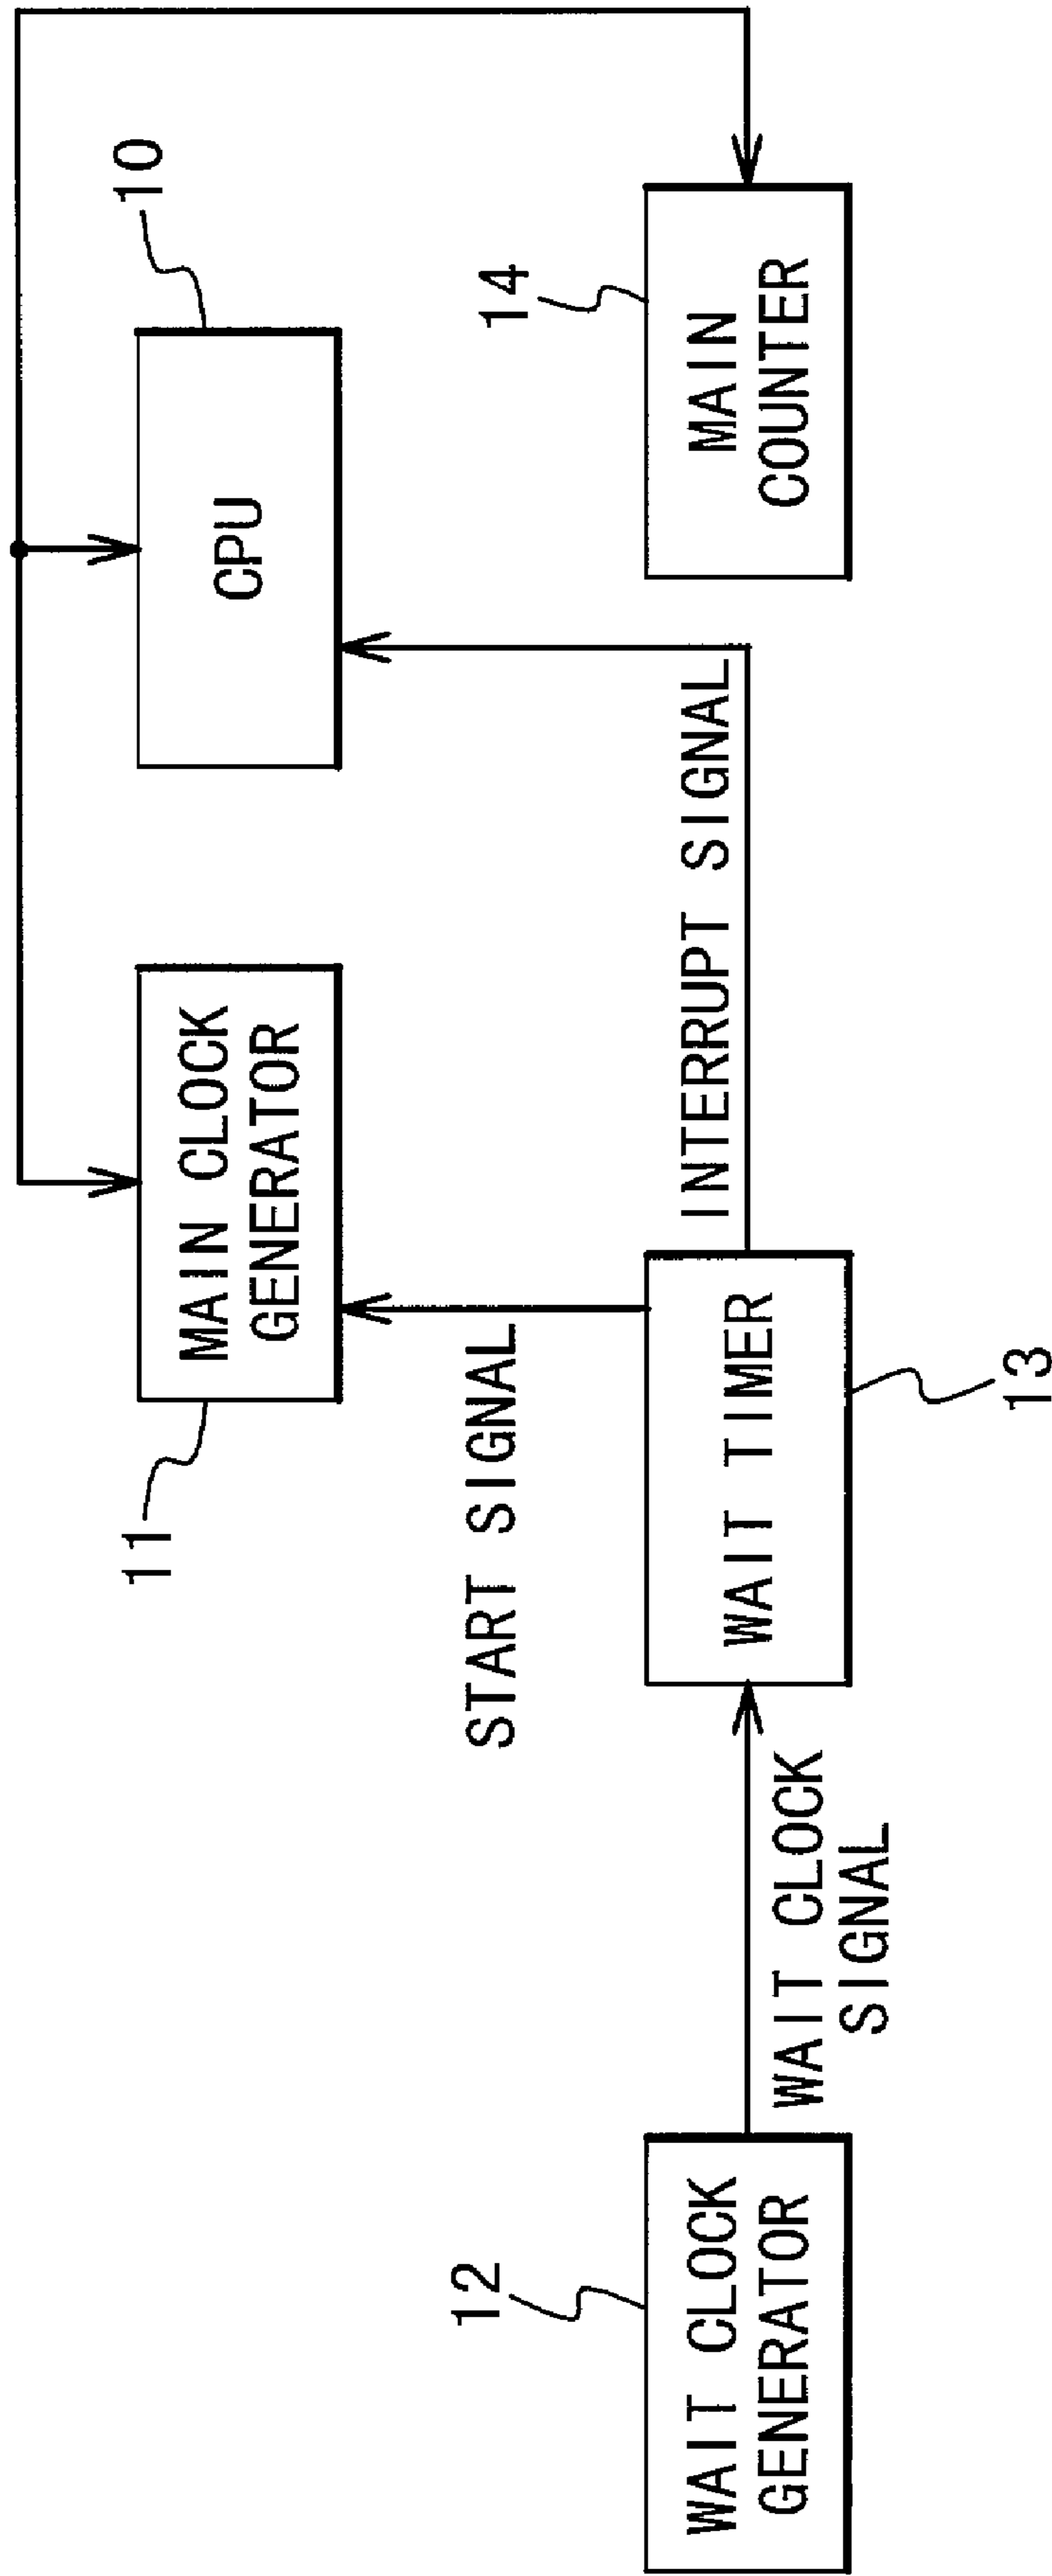 11
MAIN CLOCK
GENERATOR
10
CPU
START SIGNAL
12
WAIT CLOCK
GENERATOR
WAIT CLOCK
SIGNAL
WAIT TIMER
13
INTERRUPT SIGNAL
14
MAIN
COUNTER